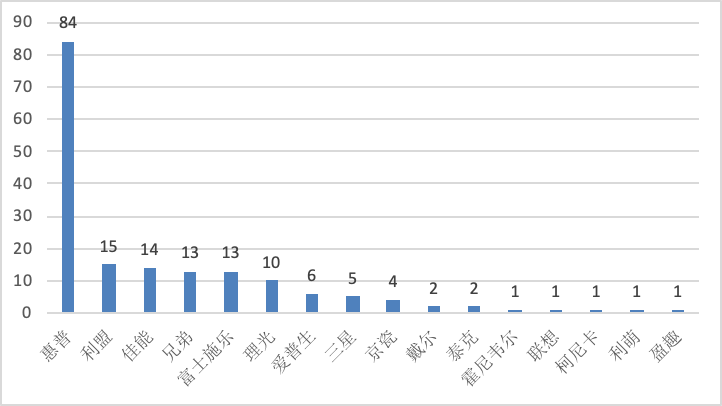 90
80
70
60
50
40
30
20
10
0
84
15
14
13
13
10
6
5
4
2
2
1
1
1
1
1
惠普
利盟
佳能
兄弟
富士施乐
理光
爱普生
三星
京瓷
戴尔
泰克
霍尼韦尔
联想
柯尼卡
利萌
盈趣